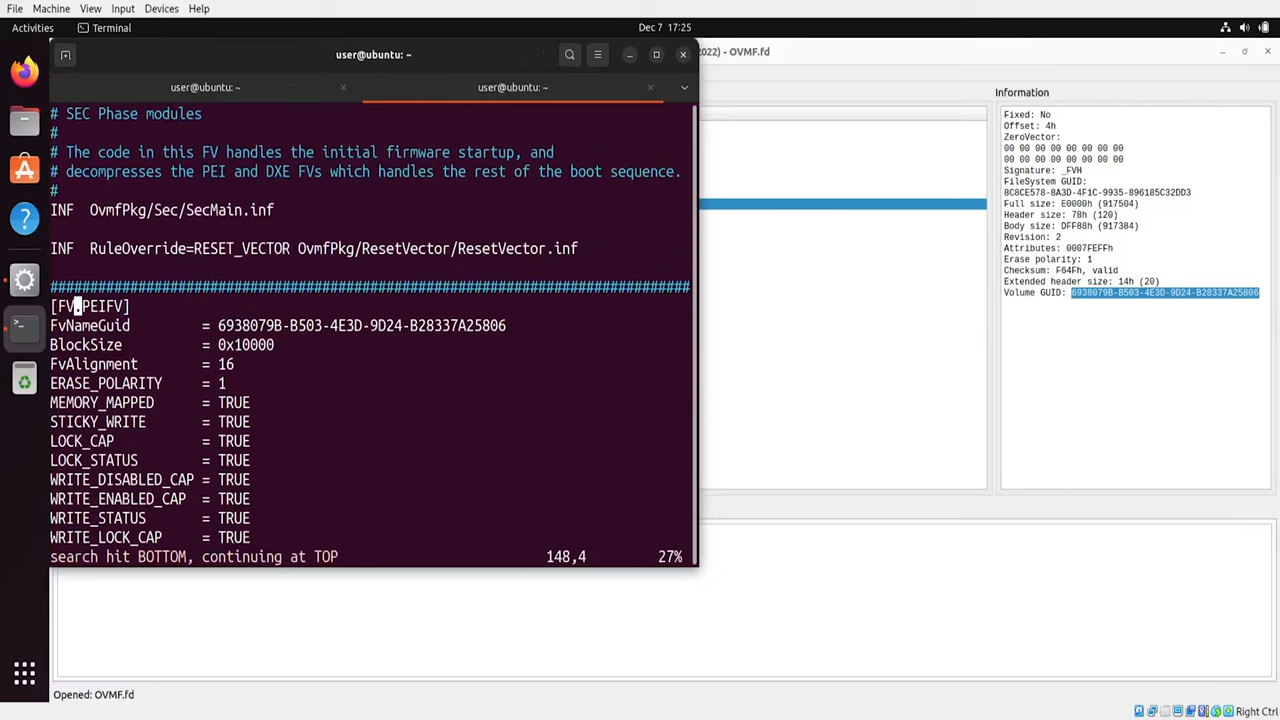 File Machine View Input Devices Help
Activities Terminal Dec 7 17:25
user@ubuntu: ~
2022) - OVMF.fd
user@ubuntu: ~ user@ubuntu: ~
# SEC Phase modules
#
# The code in this FV handles the initial firmware startup, and
# decompresses the PEI and DXE FVs which handles the rest of the boot sequence.
#
INF  OvmfPkg/Sec/SecMain.inf
INF  RuleOverride=RESET_VECTOR OvmfPkg/ResetVector/ResetVector.inf
################################################################################
[FV.PEIFV]
FvNameGuid         = 6938079B-B503-4E3D-9D24-B28337A25806
BlockSize          = 0x10000
FvAlignment        = 16
ERASE_POLARITY     = 1
MEMORY_MAPPED      = TRUE
STICKY_WRITE       = TRUE
LOCK_CAP           = TRUE
LOCK_STATUS        = TRUE
WRITE_DISABLED_CAP = TRUE
WRITE_ENABLED_CAP  = TRUE
WRITE_STATUS       = TRUE
WRITE_LOCK_CAP     = TRUE
search hit BOTTOM, continuing at TOP 148,4 27%
Information
Fixed: No
Offset: 4h
ZeroVector:
00 00 00 00 00 00 00 00
00 00 00 00 00 00 00 00
Signature: _FVH
FileSystem GUID:
8C8CE578-8A3D-4F1C-9935-896185C32DD3
Full size: E0000h (917504)
Header size: 78h (120)
Body size: DFF88h (917384)
Revision: 2
Attributes: 0007FEFFh
Erase polarity: 1
Checksum: F64Fh, valid
Extended header size: 14h (20)
Volume GUID: 6938079B-B503-4E3D-9D24-B28337A25806
Opened: OVMF.fd
Right Ctrl